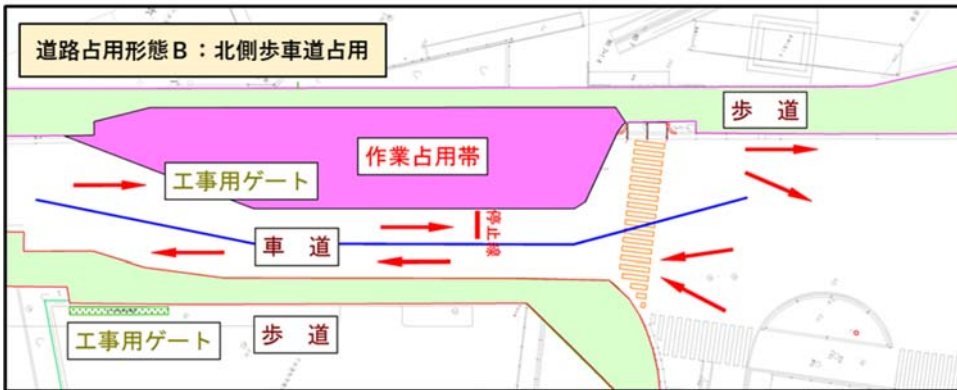 道路占用形態Ｂ：北側歩車道占用
歩　道
作業占用帯
工事用ゲート
停止線
車　道
工事用ゲート
歩　道